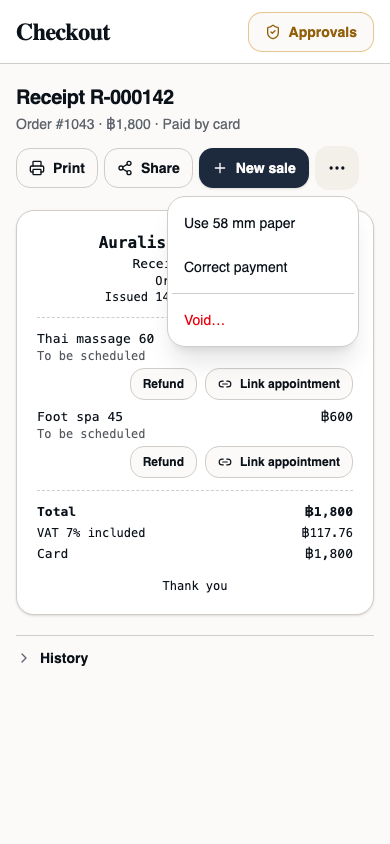 Checkout
Approvals
Receipt R-000142
Order #1043 · ฿1,800 · Paid by card
Print
Share
New sale
Use 58 mm paper
Correct payment
Void…
Auralis
Issued 14
Thai massage 60
To be scheduled
Refund
Link appointment
Foot spa 45 ฿600
To be scheduled
Refund
Link appointment
Total ฿1,800
VAT 7% included ฿117.76
Card ฿1,800
Thank you
History